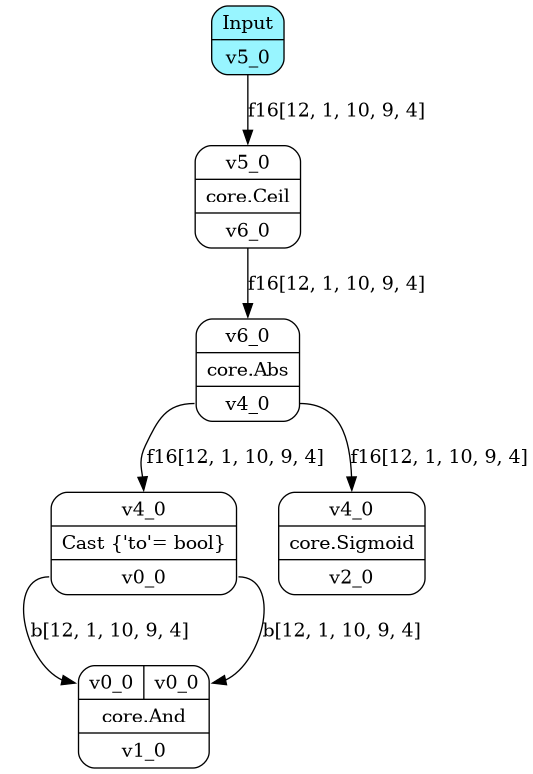 Input
v5_0
f16[12, 1, 10, 9, 4]
v5_0
core.Ceil
v6_0
f16[12, 1, 10, 9, 4]
v6_0
core.Abs
v4_0
f16[12, 1, 10, 9, 4]
f16[12, 1, 10, 9, 4]
v4_0
Cast {'to'= bool}
v0_0
v4_0
core.Sigmoid
v2_0
b[12, 1, 10, 9, 4]
b[12, 1, 10, 9, 4]
v0_0
v0_0
core.And
v1_0